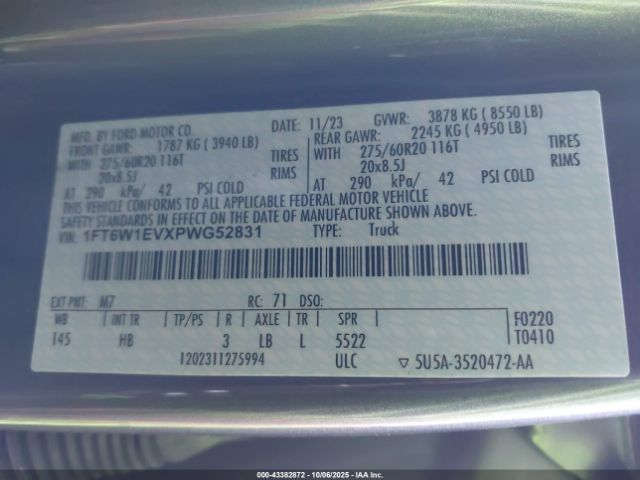 MFD. BY FORD MOTOR CO.
DATE: 11/23 GVWR: 3878 KG ( 8550 LB)
FRONT GAWR: 1787 KG ( 3940 LB)
REAR GAWR: 2245 KG ( 4950 LB)
WITH 275/60R20 116T TIRES
WITH 275/60R20 116T TIRES
20x8.5J RIMS
20x8.5J RIMS
AT 290 kPa/ 42 PSI COLD
AT 290 kPa/ 42 PSI COLD
THIS VEHICLE CONFORMS TO ALL APPLICABLE FEDERAL MOTOR VEHICLE
SAFETY STANDARDS IN EFFECT ON THE DATE OF MANUFACTURE SHOWN ABOVE.
VIN: 1FT6W1EVXPWG52831 TYPE: Truck
EXT PNT: M7 RC: 71 DSO:
WB INT TR TP/PS R AXLE TR SPR F0220
145 HB 3 LB L 5522 T0410
1202311275994 ULC ▽ 5U5A-3520472-AA
000-43382872 - 10/06/2025 - IAA Inc.